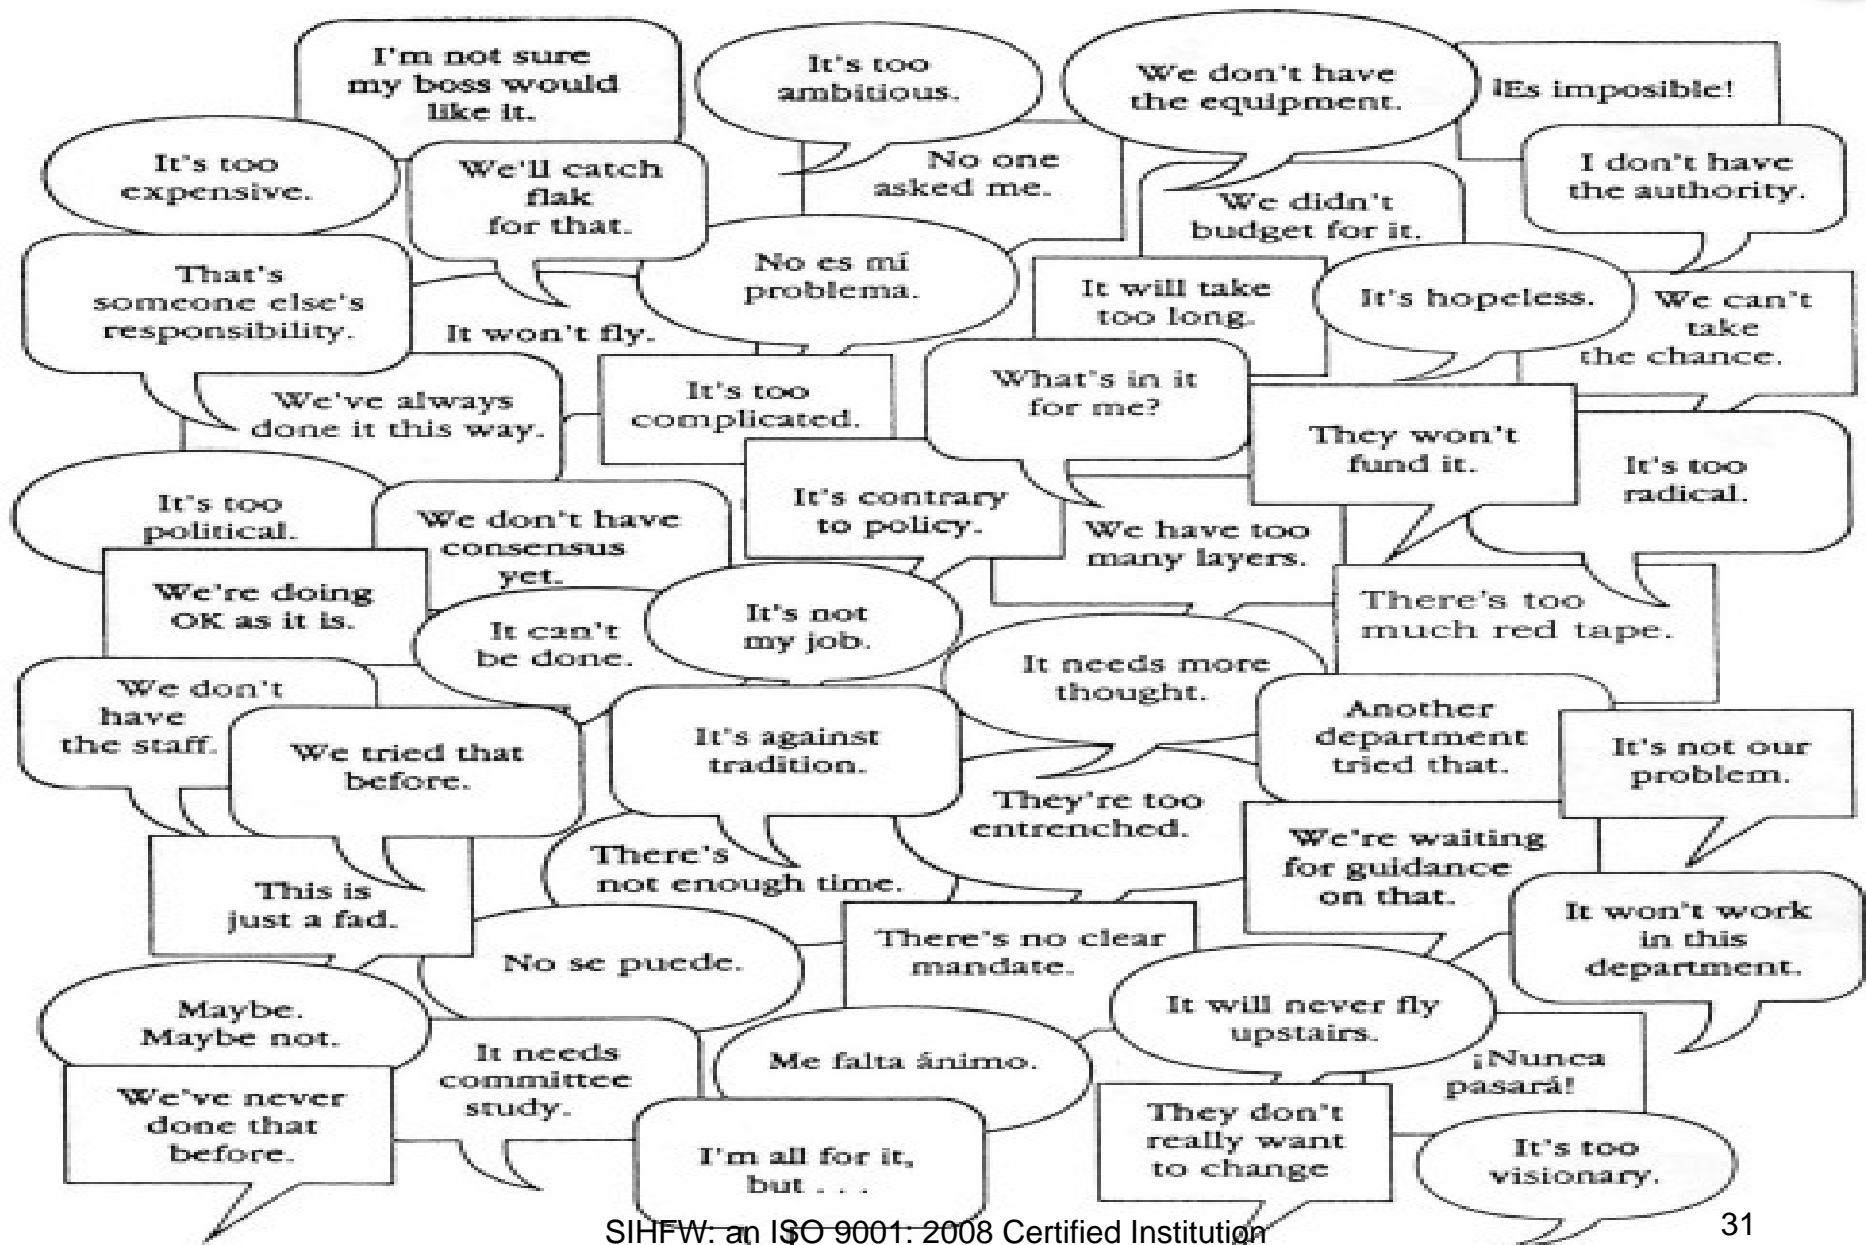 I'm not sure
my boss would
like it.
It's too
ambitious.
We don't have
the equipment.
¡Es imposible!
It's too
expensive.
We'll catch
flak
for that.
No one
asked me.
We didn't
budget for it.
I don't have
the authority.
That's
someone else's
responsibility.
It won't fly.
No es mí
problema.
It will take
too long.
It's hopeless.
We can't
take
the chance.
We've always
done it this way.
It's too
complicated.
What's in it
for me?
They won't
fund it.
It's too
radical.
It's too
political.
We don't have
consensus
yet.
It's contrary
to policy.
We have too
many layers.
We're doing
OK as it is.
It can't
be done.
It's not
my job.
There's too
much red tape.
It needs more
thought.
We don't
have
the staff.
We tried that
before.
It's against
tradition.
Another
department
tried that.
It's not our
problem.
They're too
entrenched.
There's
not enough time.
We're waiting
for guidance
on that.
This is
just a fad.
No se puede.
There's no clear
mandate.
It won't work
in this
department.
Maybe.
Maybe not.
It needs
committee
study.
Me falta ánimo.
It will never fly
upstairs.
¡Nunca
pasará!
We've never
done that
before.
I'm all for it,
but . . .
They don't
really want
to change
It's too
visionary.
SIHFW: an ISO 9001: 2008 Certified Institution
31